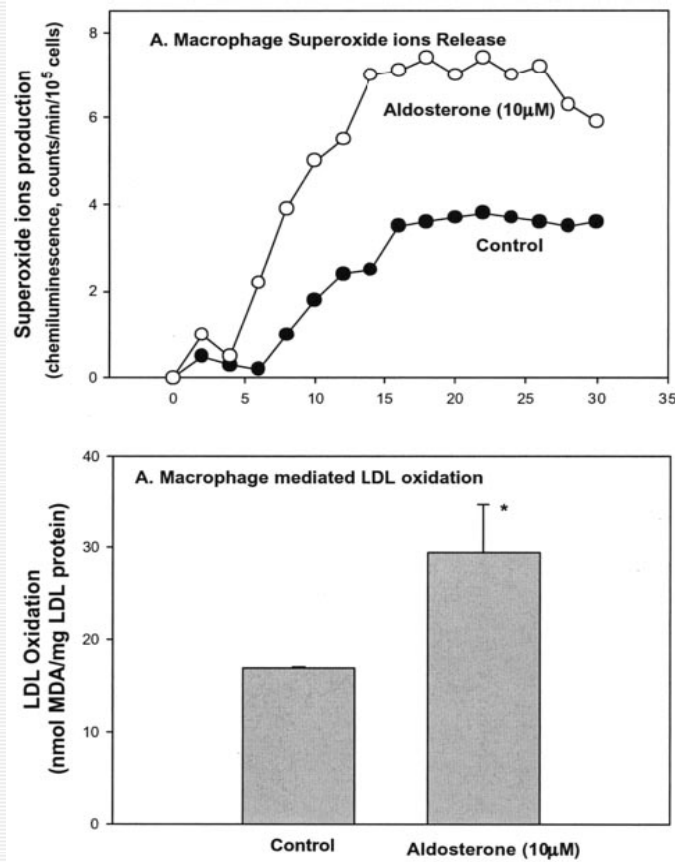 A. Macrophage Superoxide ions Release
Superoxide ions production
(chemiluminescence, counts/min/10⁵ cells)
8
6
4
2
0
Aldosterone (10μM)
Control
0 5 10 15 20 25 30 35
A. Macrophage mediated LDL oxidation
LDL Oxidation
(nmol MDA/mg LDL protein)
40
30
20
10
0
*
Control Aldosterone (10μM)